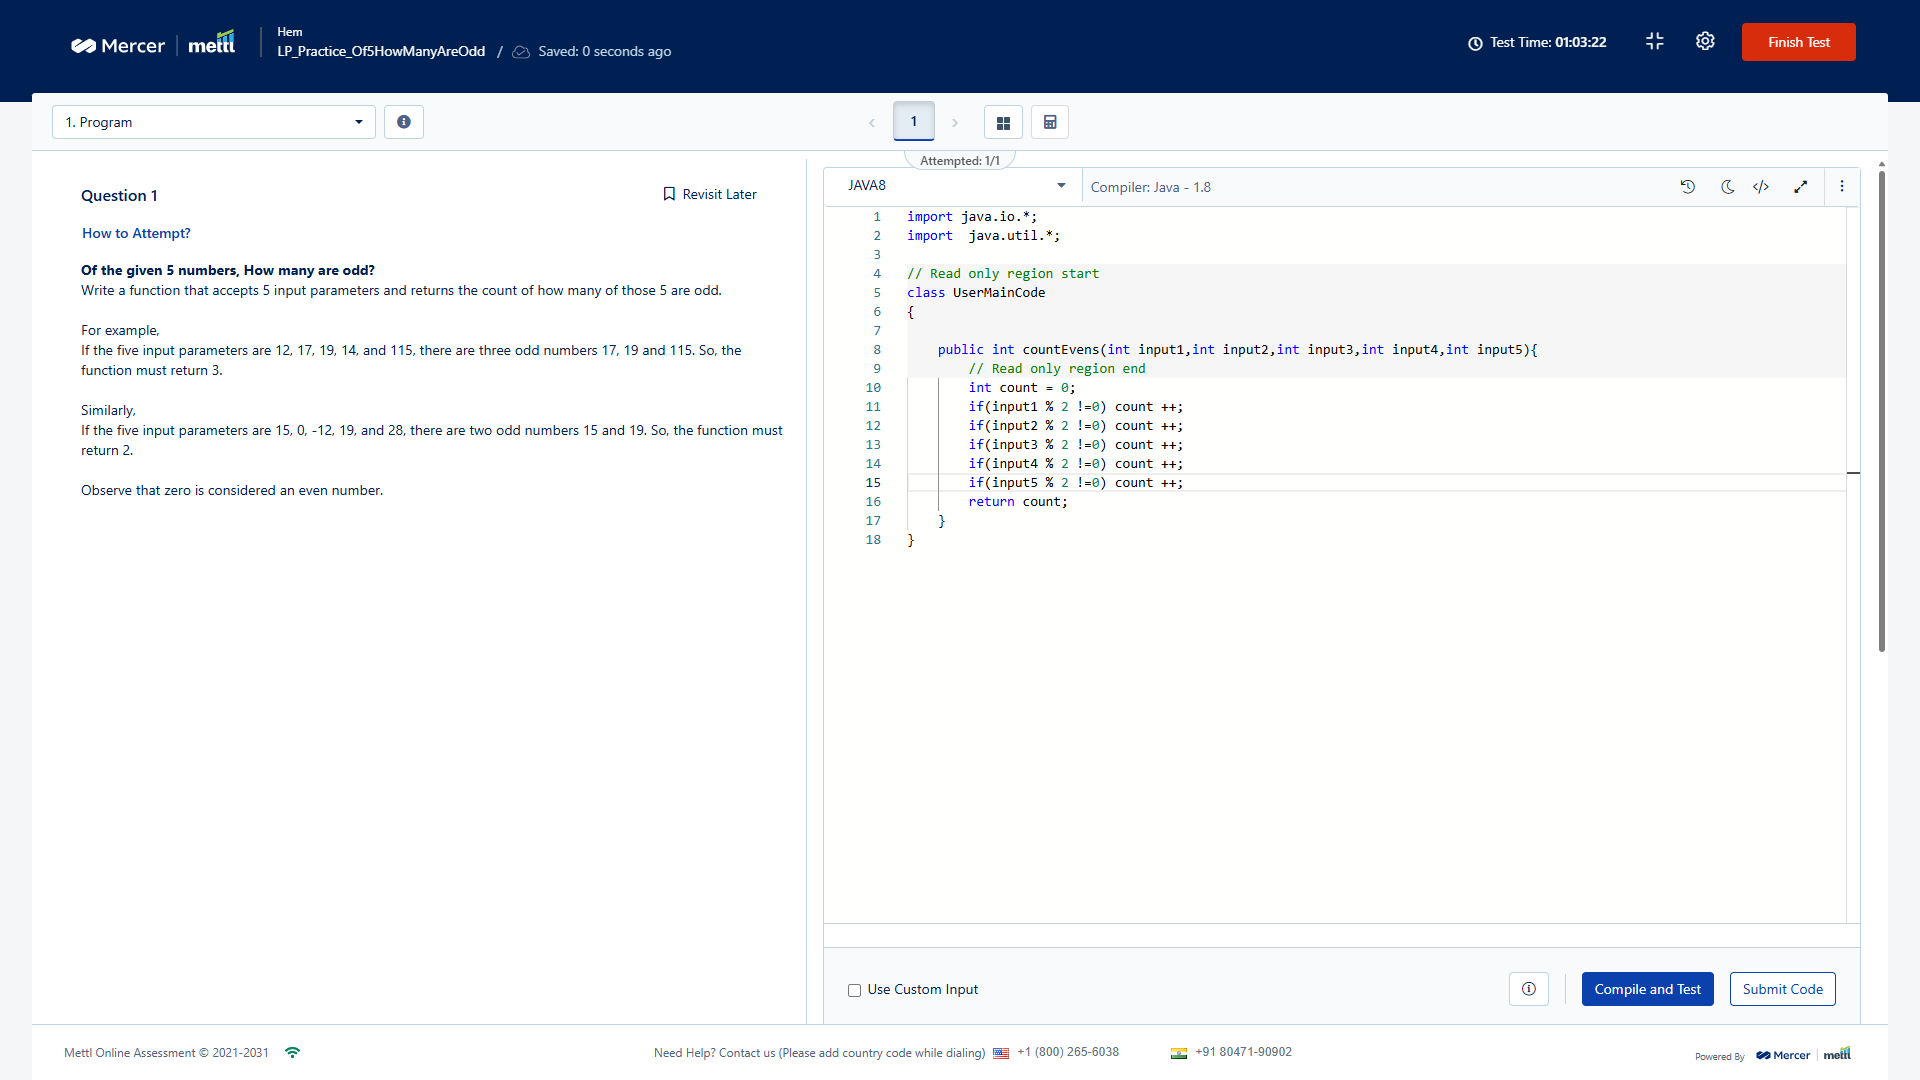 Mercer mettl
Hem
LP_Practice_Of5HowManyAreOdd / Saved: 0 seconds ago
Test Time: 01:03:22
Finish Test
1. Program
1
Attempted: 1/1
Question 1
Revisit Later
How to Attempt?
Of the given 5 numbers, How many are odd?
Write a function that accepts 5 input parameters and returns the count of how many of those 5 are odd.
For example,
If the five input parameters are 12, 17, 19, 14, and 115, there are three odd numbers 17, 19 and 115. So, the
function must return 3.
Similarly,
If the five input parameters are 15, 0, -12, 19, and 28, there are two odd numbers 15 and 19. So, the function must
return 2.
Observe that zero is considered an even number.
JAVA8
Compiler: Java - 1.8
1 import java.io.*;
2 import  java.util.*;
3
4 // Read only region start
5 class UserMainCode
6 {
7
8     public int countEvens(int input1,int input2,int input3,int input4,int input5){
9         // Read only region end
10         int count = 0;
11         if(input1 % 2 !=0) count ++;
12         if(input2 % 2 !=0) count ++;
13         if(input3 % 2 !=0) count ++;
14         if(input4 % 2 !=0) count ++;
15         if(input5 % 2 !=0) count ++;
16         return count;
17     }
18 }
Use Custom Input
Compile and Test
Submit Code
Mettl Online Assessment © 2021-2031
Need Help? Contact us (Please add country code while dialing) +1 (800) 265-6038
+91 80471-90902
Powered By Mercer mettl